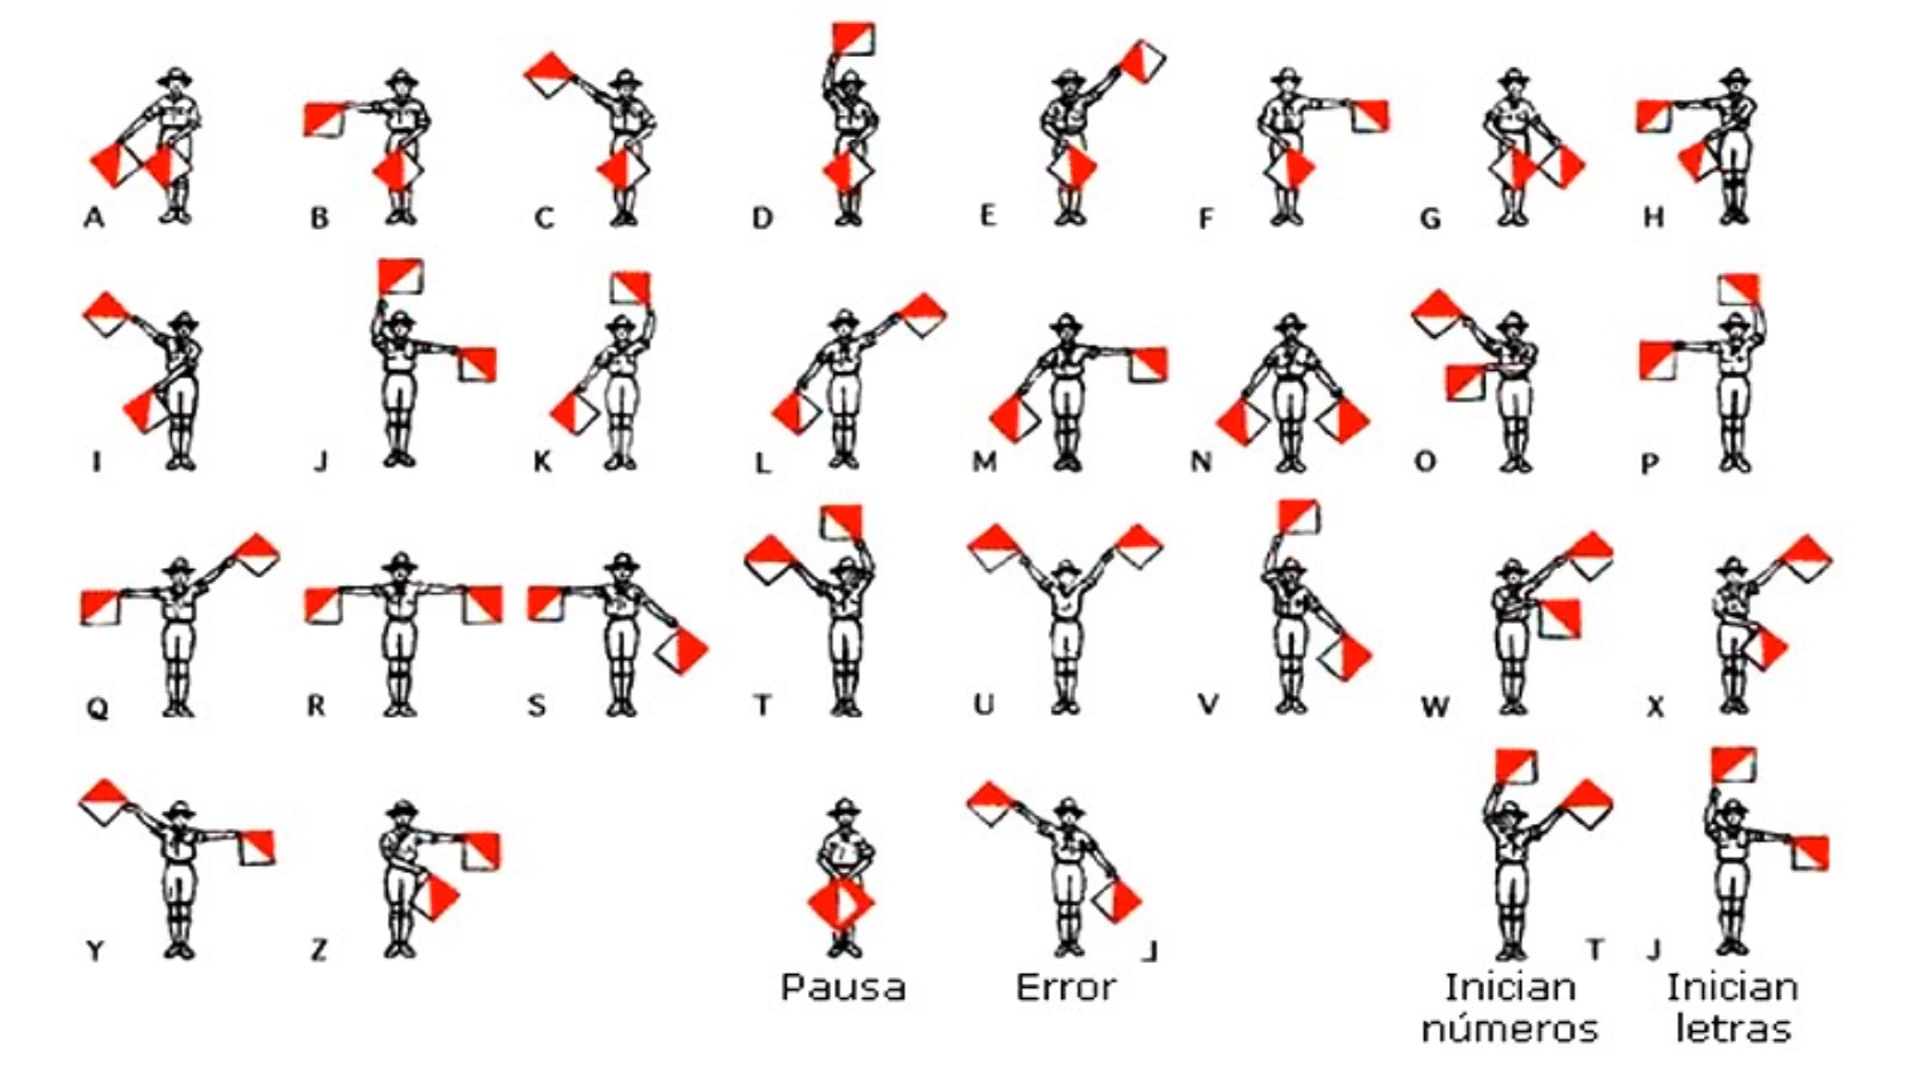 A B C D E F G H
I J K L M N O P
Q R S T U V W X
Y Z J T J
Pausa Error Inician números Inician letras